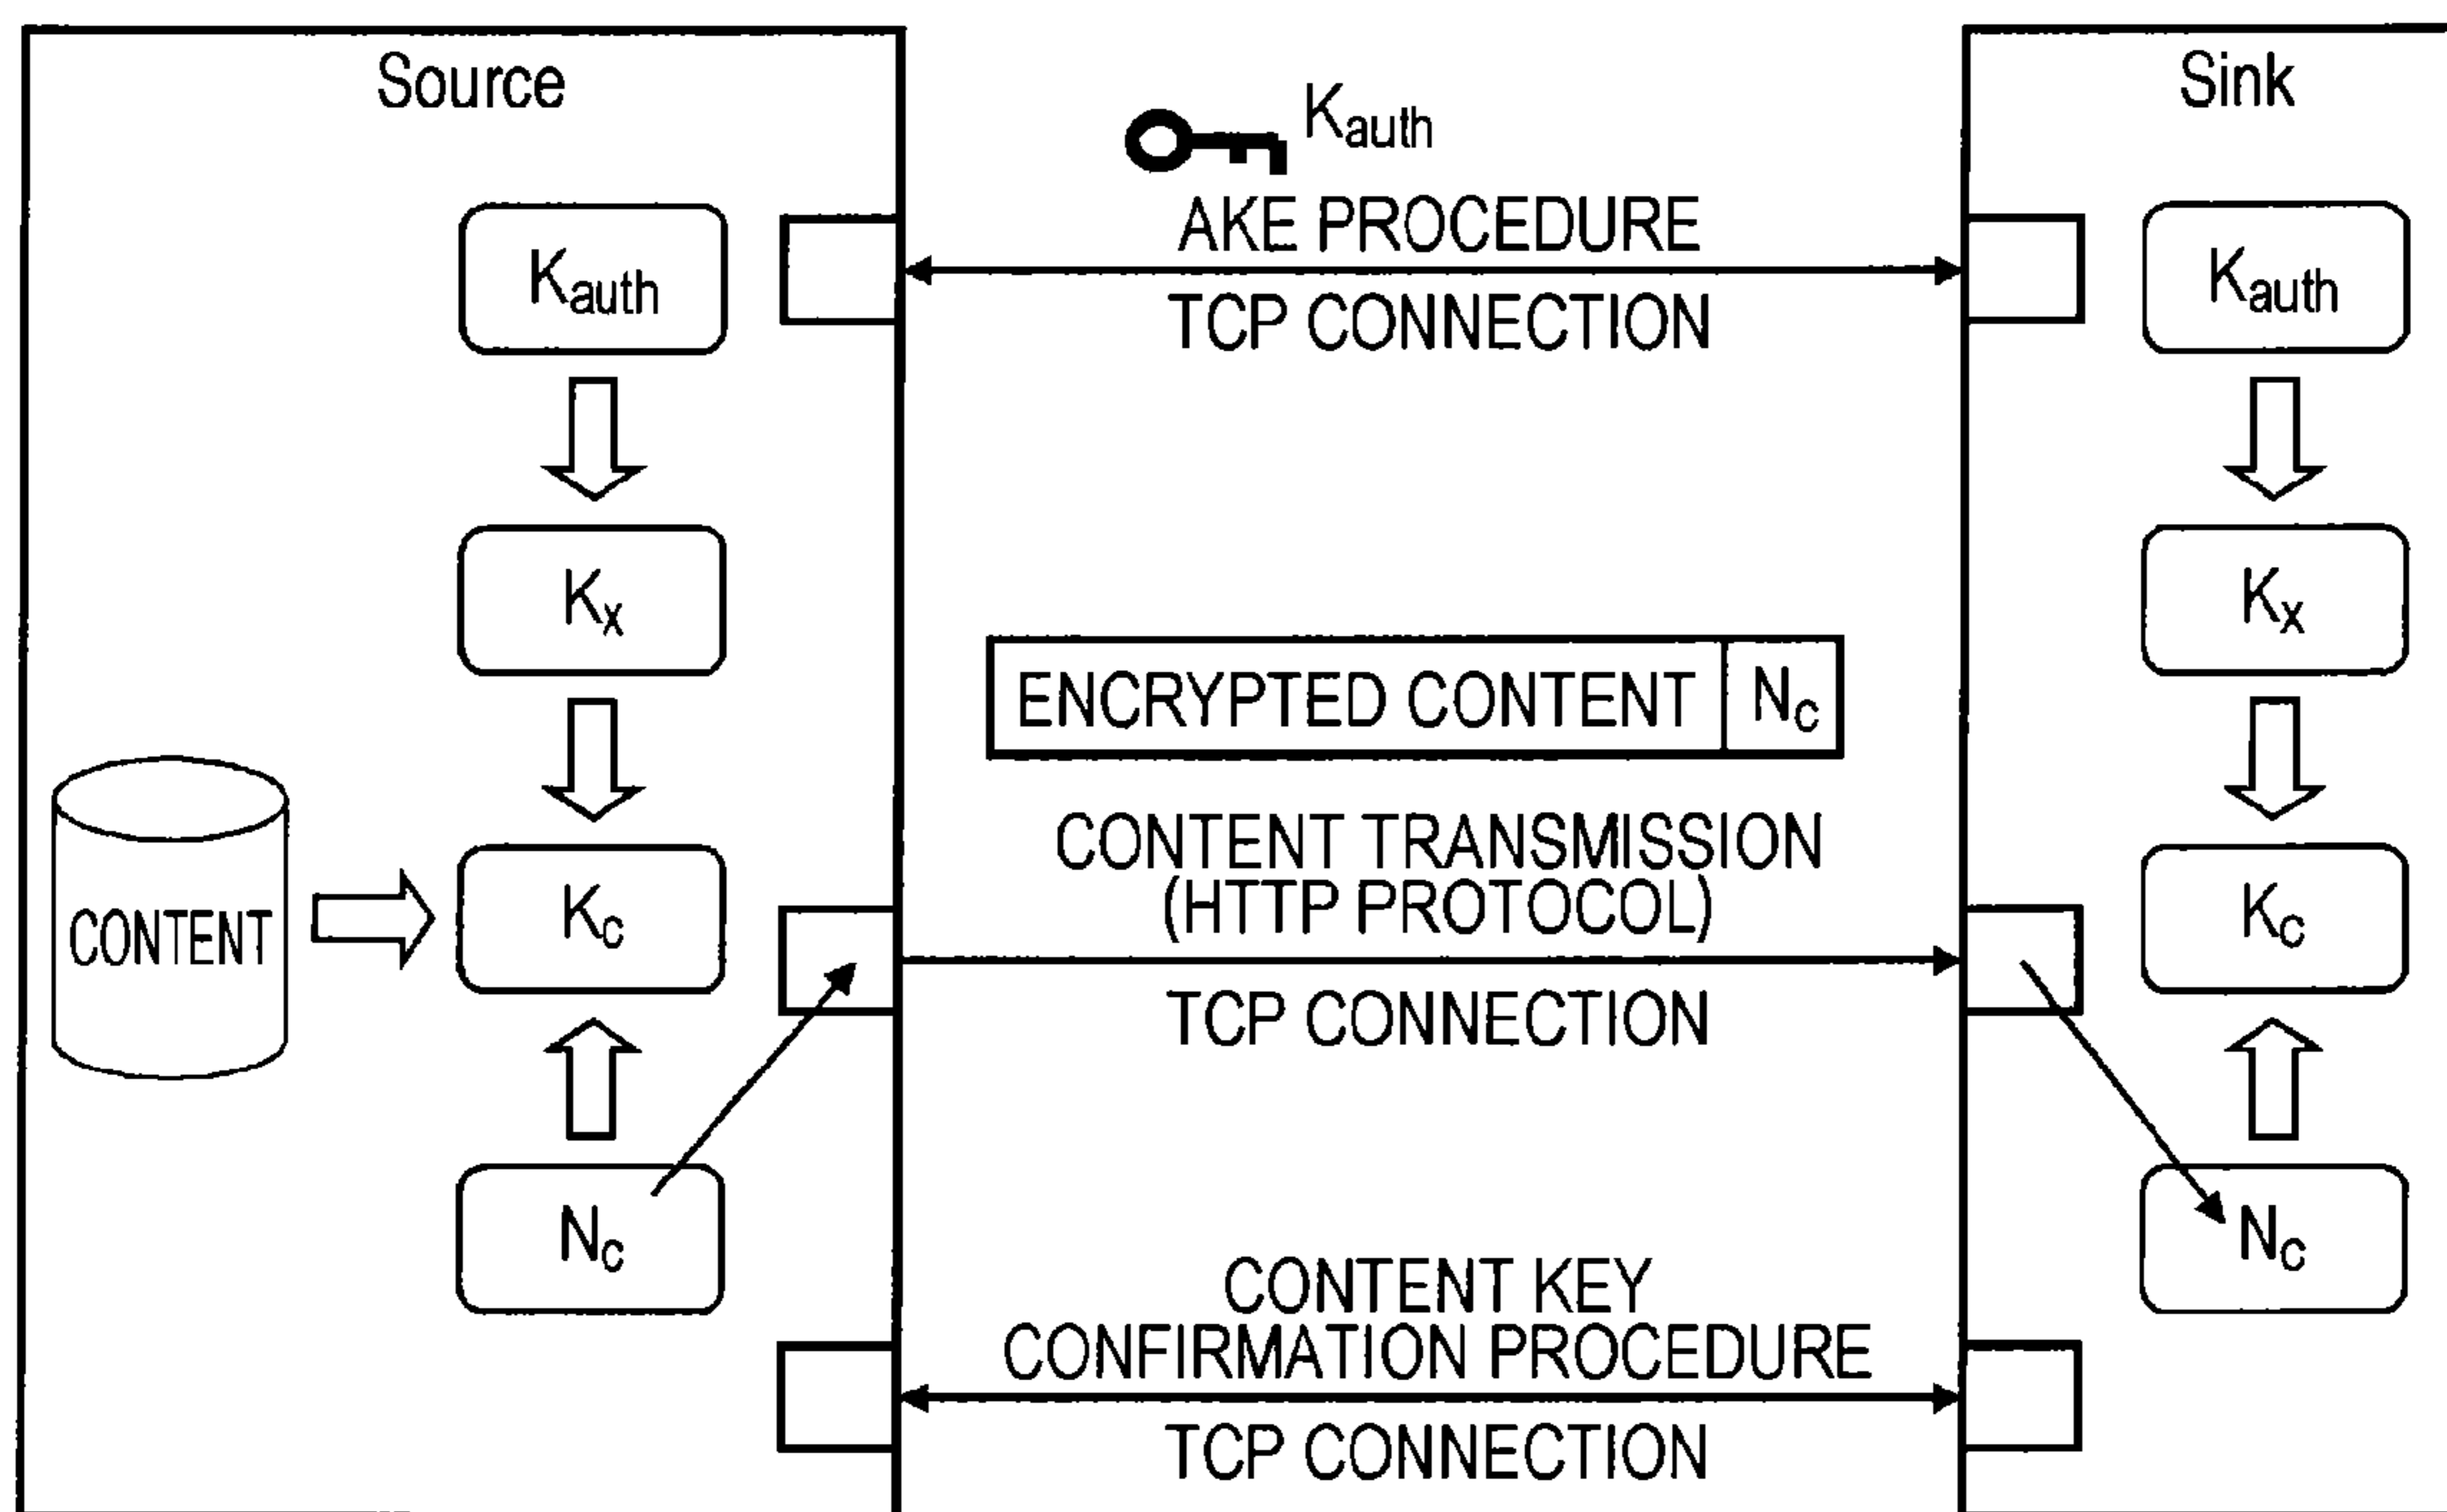 Source
Kauth
Kx
CONTENT
Kc
Nc
Kauth
AKE PROCEDURE
TCP CONNECTION
ENCRYPTED CONTENT Nc
CONTENT TRANSMISSION
(HTTP PROTOCOL)
TCP CONNECTION
CONTENT KEY
CONFIRMATION PROCEDURE
TCP CONNECTION
Sink
Kauth
Kx
Kc
Nc